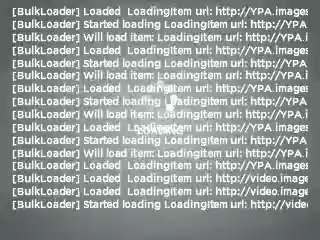 [BulkLoader] Loaded LoadingItem url: http://YPA.images
[BulkLoader] Started loading LoadingItem url: http://YPA
[BulkLoader] Will load item: LoadingItem url: http://YPA.i
[BulkLoader] Loaded LoadingItem url: http://YPA.images
[BulkLoader] Started loading LoadingItem url: http://YPA
[BulkLoader] Will load item: LoadingItem url: http://YPA.i
[BulkLoader] Loaded LoadingItem url: http://YPA.images
[BulkLoader] Started loading LoadingItem url: http://YPA
[BulkLoader] Will load item: LoadingItem url: http://YPA.i
[BulkLoader] Loaded LoadingItem url: http://YPA.images
[BulkLoader] Started loading LoadingItem url: http://YPA
[BulkLoader] Will load item: LoadingItem url: http://YPA.i
[BulkLoader] Loaded LoadingItem url: http://YPA.images
[BulkLoader] Loaded LoadingItem url: http://video.image
[BulkLoader] Loaded LoadingItem url: http://video.image
[BulkLoader] Started loading LoadingItem url: http://vide